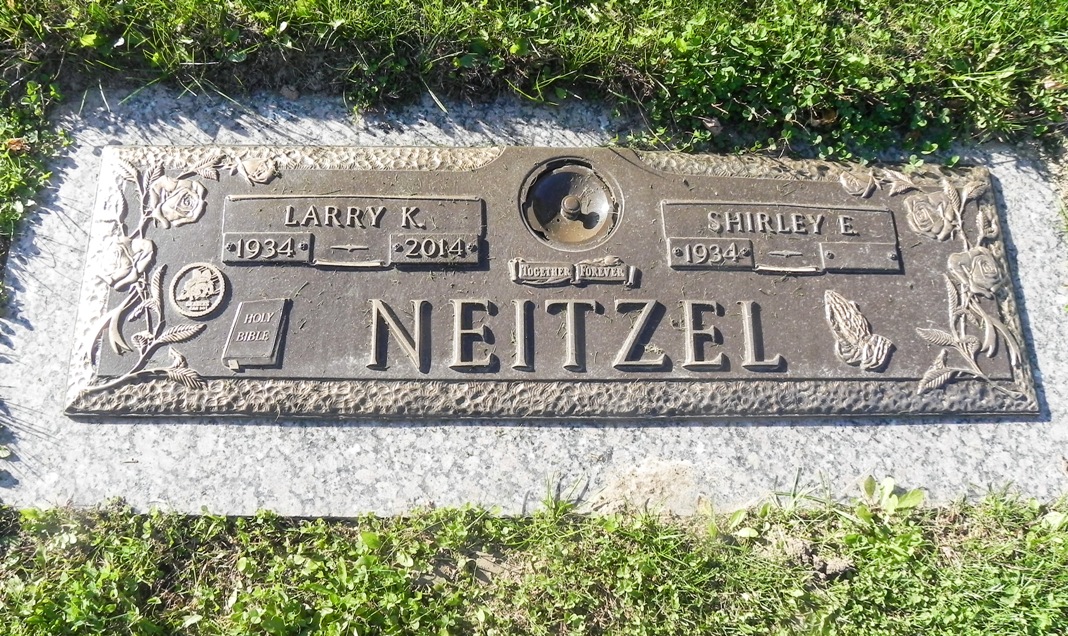 LARRY K.
1934 2014
SHIRLEY E.
1934
TOGETHER FOREVER
HOLY
BIBLE
NEITZEL